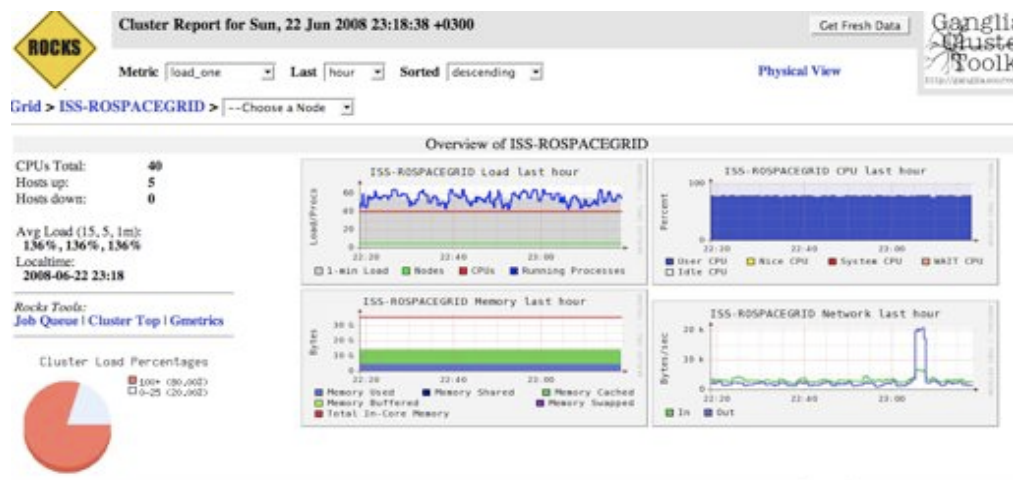 ROCKS
Cluster Report for Sun, 22 Jun 2008 23:18:38 +0300
Get Fresh Data
Metric load_one Last hour Sorted descending
Physical View
Ganglia
Cluste
Toolk
Grid > ISS-ROSPACEGRID > --Choose a Node
Overview of ISS-ROSPACEGRID
CPUs Total: 40
Hosts up: 5
Hosts down: 0
Avg Load (15, 5, 1m):
136%, 136%, 136%
Localtime:
2008-06-22 23:18
Rocks Tools:
Job Queue | Cluster Top | Gmetrics
Cluster Load Percentages
100+ (80.00%)
0-25 (20.00%)
ISS-ROSPACEGRID Load last hour
Load/Procs
60
40
20
0
22:20 22:40 23:00
1-min Load Nodes CPUs Running Processes
ISS-ROSPACEGRID CPU last hour
Percent
100
0
22:20 22:40 23:00
User CPU Nice CPU System CPU WAIT CPU
Idle CPU
ISS-ROSPACEGRID Memory last hour
Bytes
30 G
20 G
10 G
0
22:20 22:40 23:00
Memory Used Memory Shared Memory Cached
Memory Buffered Memory Swapped
Total In-Core Memory
ISS-ROSPACEGRID Network last hour
Bytes/sec
20 k
10 k
0
22:20 22:40 23:00
In Out